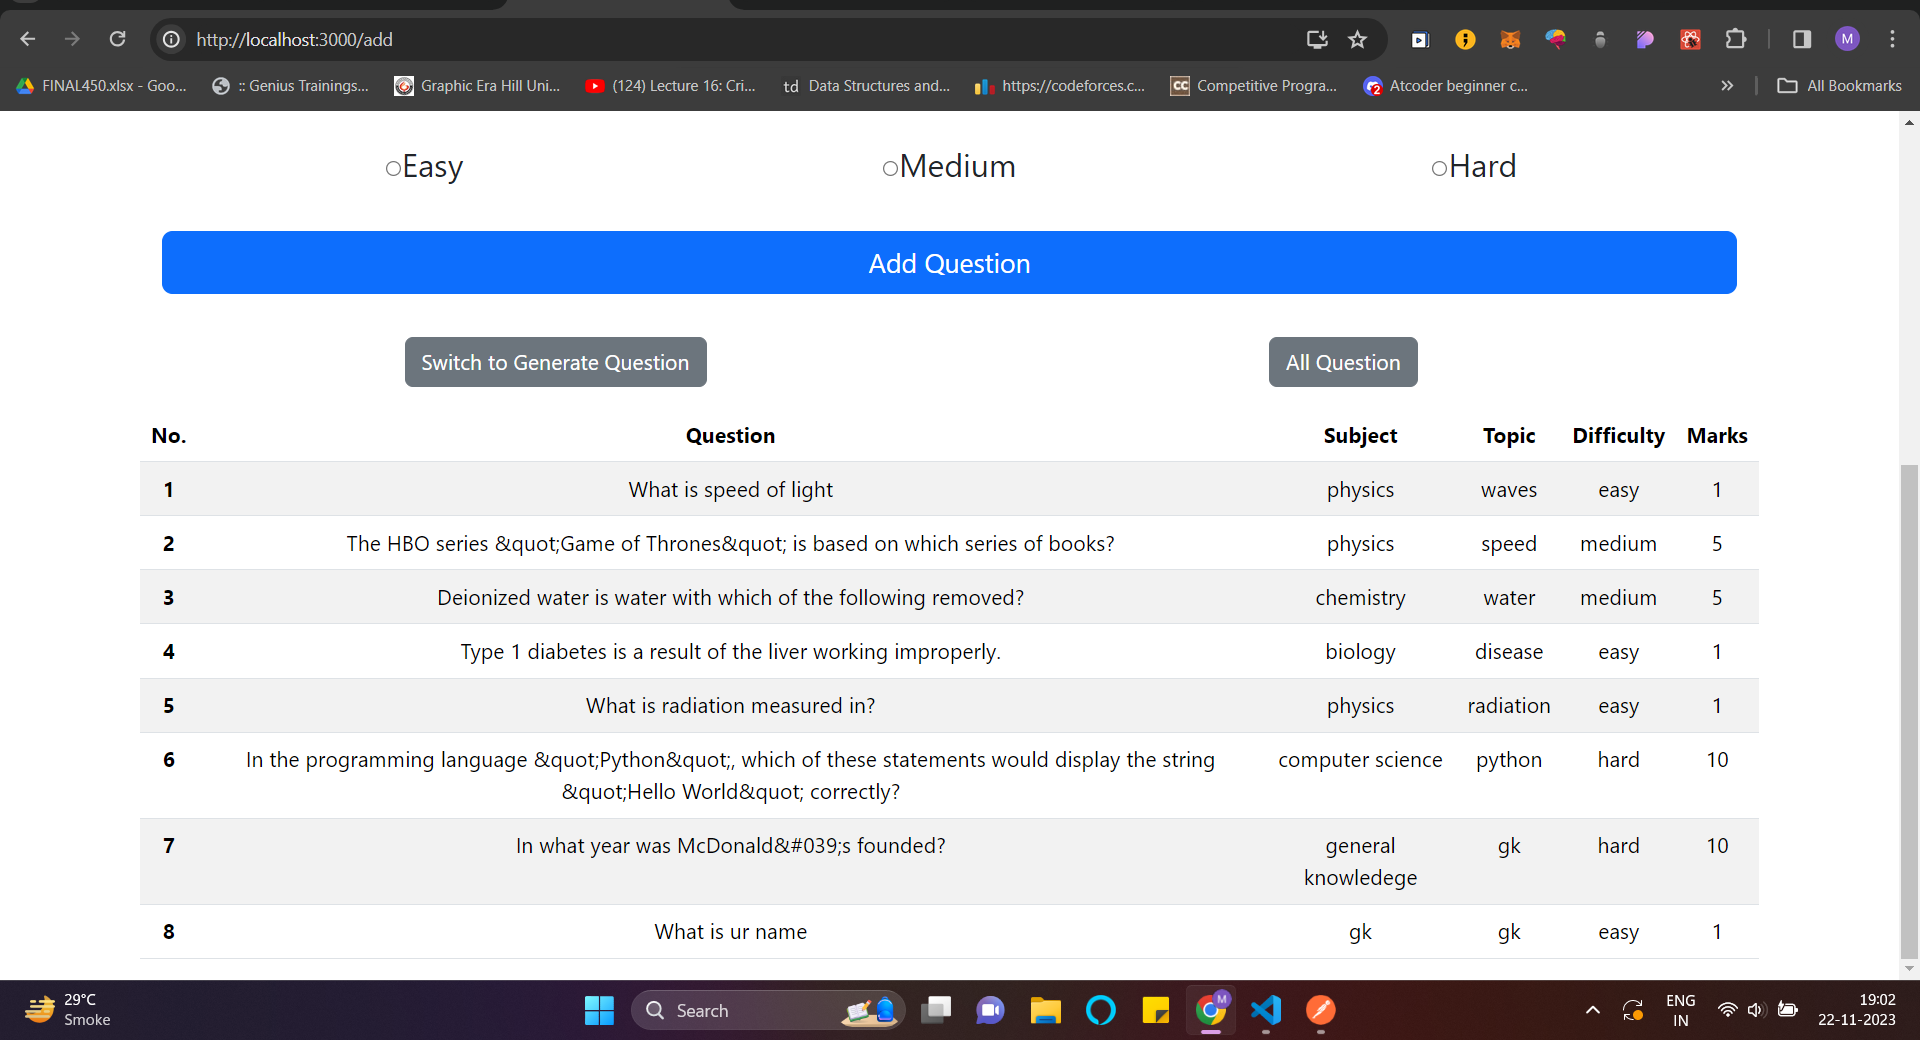 http://localhost:3000/add
M
FINAL450.xlsx - Goo...
:: Genius Trainings...
Graphic Era Hill Uni...
(124) Lecture 16: Cri...
td Data Structures and...
https://codeforces.c...
CC Competitive Progra...
2 Atcoder beginner c...
»
All Bookmarks
Easy
Medium
Hard
Add Question
Switch to Generate Question
All Question
No. Question Subject Topic Difficulty Marks
1 What is speed of light physics waves easy 1
2 The HBO series &quot;Game of Thrones&quot; is based on which series of books? physics speed medium 5
3 Deionized water is water with which of the following removed? chemistry water medium 5
4 Type 1 diabetes is a result of the liver working improperly. biology disease easy 1
5 What is radiation measured in? physics radiation easy 1
6 In the programming language &quot;Python&quot;, which of these statements would display the string computer science python hard 10
&quot;Hello World&quot; correctly?
7 In what year was McDonald&#039;s founded? general gk hard 10
knowledege
8 What is ur name gk gk easy 1
29°C
Smoke
Search
M
ENG
IN
19:02
22-11-2023